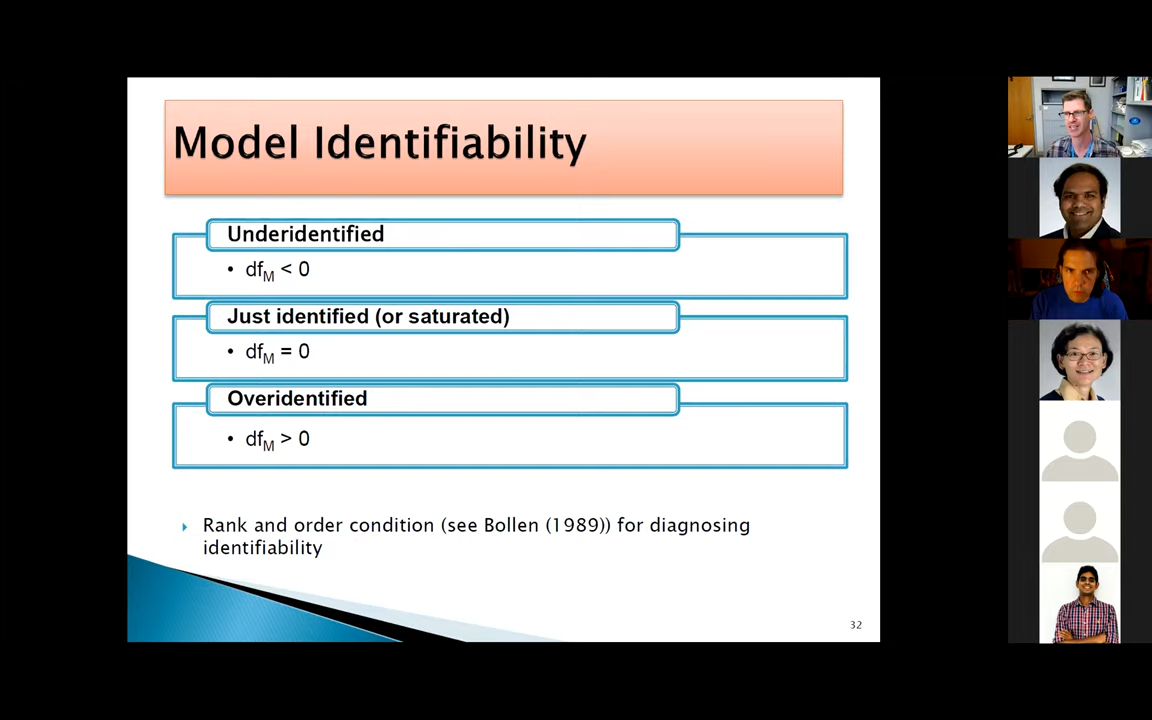 Model Identifiability
Underidentified
• df_M < 0
Just identified (or saturated)
• df_M = 0
Overidentified
• df_M > 0
Rank and order condition (see Bollen (1989)) for diagnosing
identifiability
32